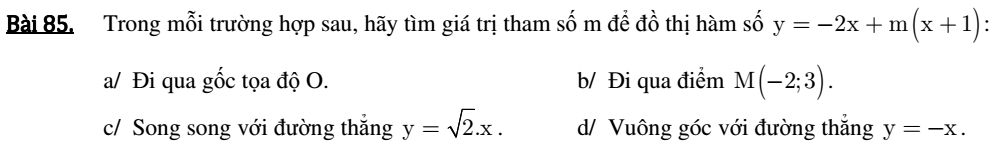 Bài 85. Trong mỗi trường hợp sau, hãy tìm giá trị tham số m để đồ thị hàm số y = −2x + m(x + 1):
a/ Đi qua gốc tọa độ O. b/ Đi qua điểm M(−2;3).
c/ Song song với đường thẳng y = √2.x. d/ Vuông góc với đường thẳng y = −x.